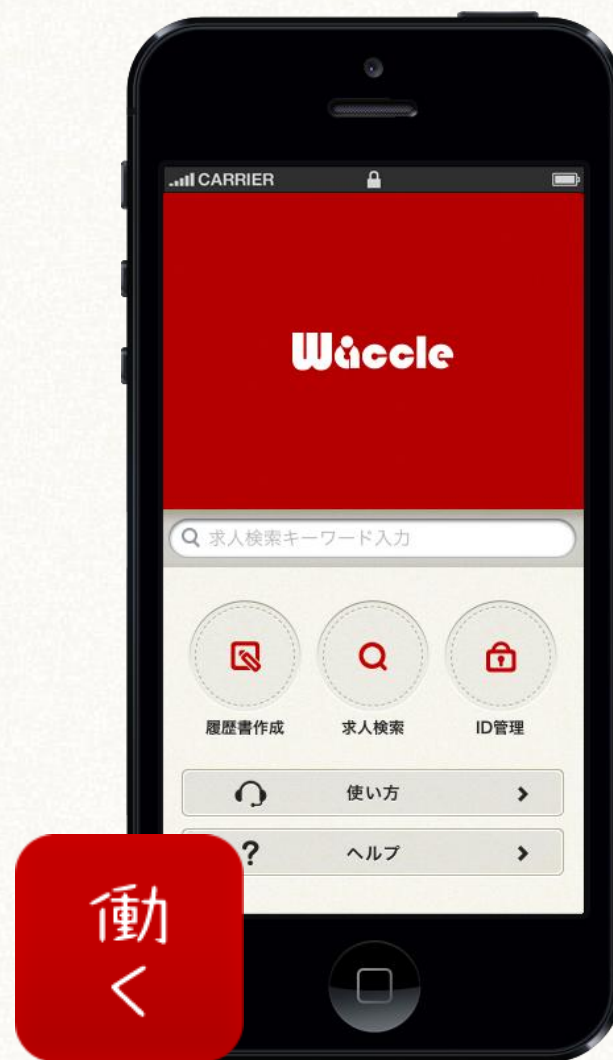 CARRIER
Waccle
求人検索キーワード入力
履歴書作成
求人検索
ID管理
使い方
?
ヘルプ
働
く